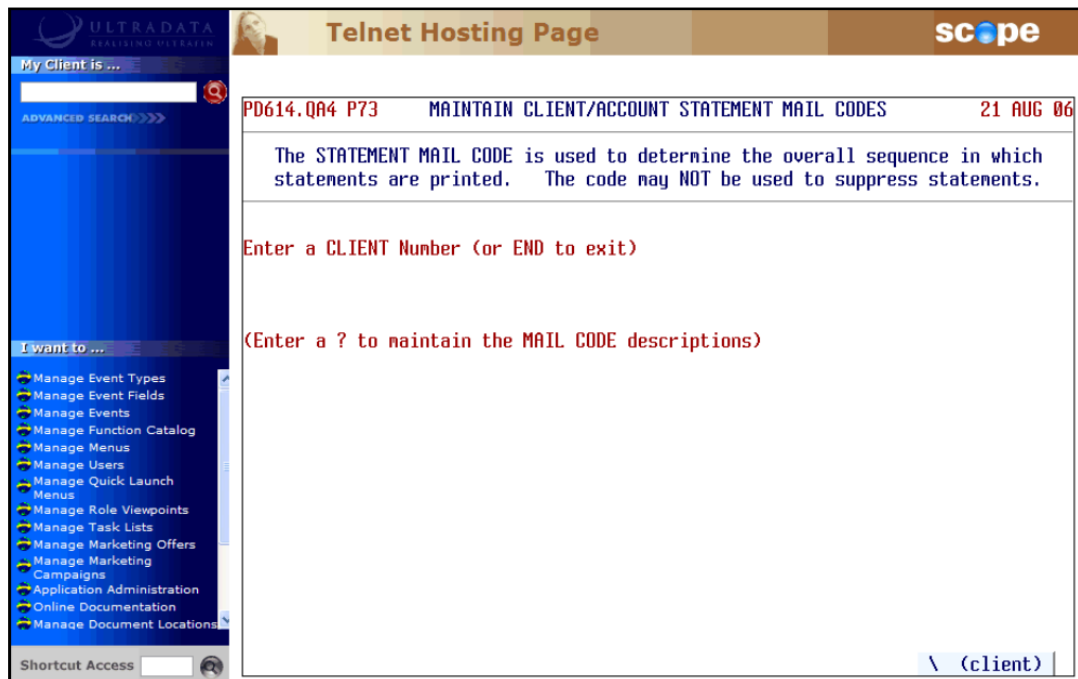 ULTRADATA
Telnet Hosting Page
scope
My Client is ...
ADVANCED SEARCH
PD614.QA4 P73 MAINTAIN CLIENT/ACCOUNT STATEMENT MAIL CODES 21 AUG 06
The STATEMENT MAIL CODE is used to determine the overall sequence in which
statements are printed. The code may NOT be used to suppress statements.
Enter a CLIENT Number (or END to exit)
(Enter a ? to maintain the MAIL CODE descriptions)
I want to ...
Manage Event Types
Manage Event Fields
Manage Events
Manage Function Catalog
Manage Menus
Manage Users
Manage Quick Launch
Menus
Manage Role Viewpoints
Manage Task Lists
Manage Marketing Offers
Manage Marketing
Campaigns
Application Administration
Online Documentation
Manage Document Locations
Shortcut Access
\ (client)